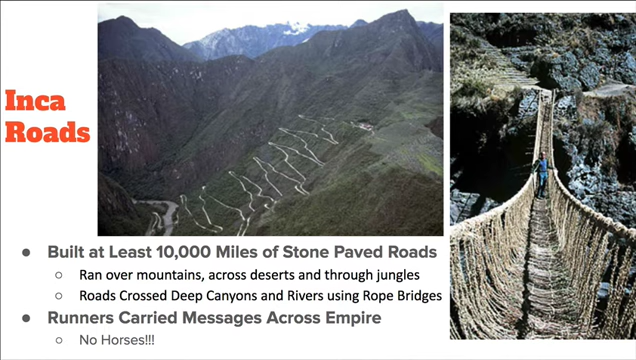 Inca
Roads
Built at Least 10,000 Miles of Stone Paved Roads
Ran over mountains, across deserts and through jungles
Roads Crossed Deep Canyons and Rivers using Rope Bridges
Runners Carried Messages Across Empire
No Horses!!!